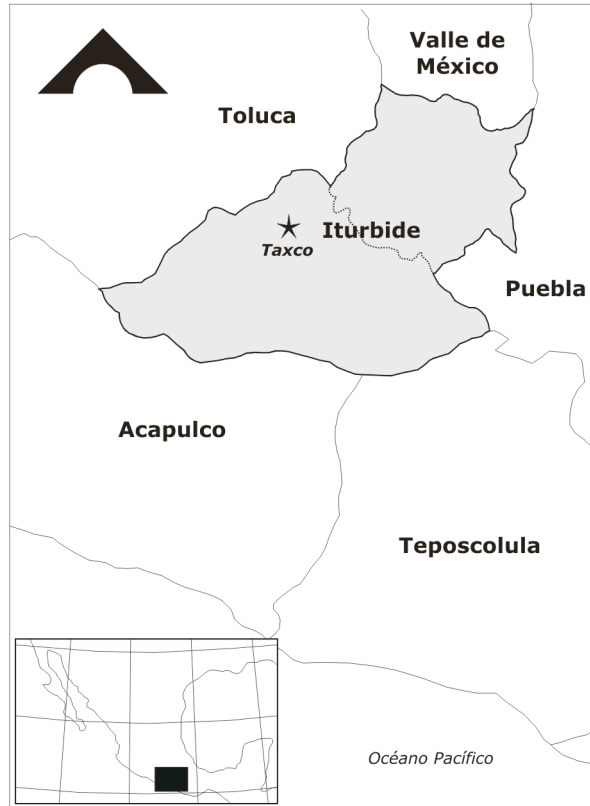 Valle de
México
Toluca
Iturbide
Taxco
Puebla
Acapulco
Teposcolula
Océano Pacífico